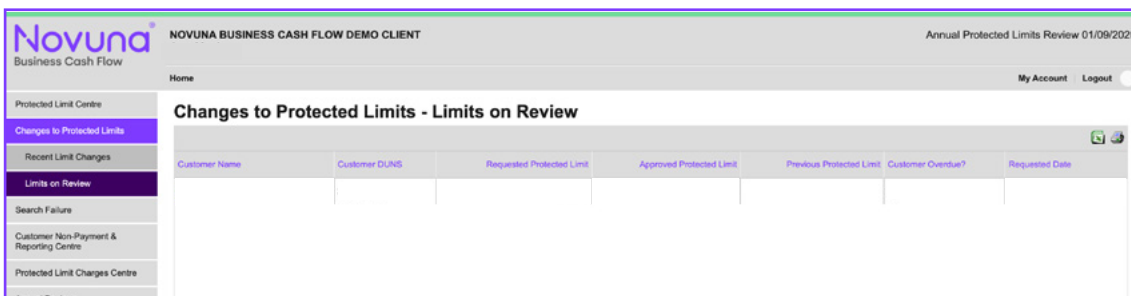 Novuna
Business Cash Flow
NOVUNA BUSINESS CASH FLOW DEMO CLIENT
Annual Protected Limits Review 01/09/202
Home
My Account
Logout
Protected Limit Centre
Changes to Protected Limits
Recent Limit Changes
Limits on Review
Search Failure
Customer Non-Payment &
Reporting Centre
Protected Limit Charges Centre
Changes to Protected Limits - Limits on Review
Customer Name
Customer DUNS
Requested Protected Limit
Approved Protected Limit
Previous Protected Limit
Customer Overdue?
Requested Date